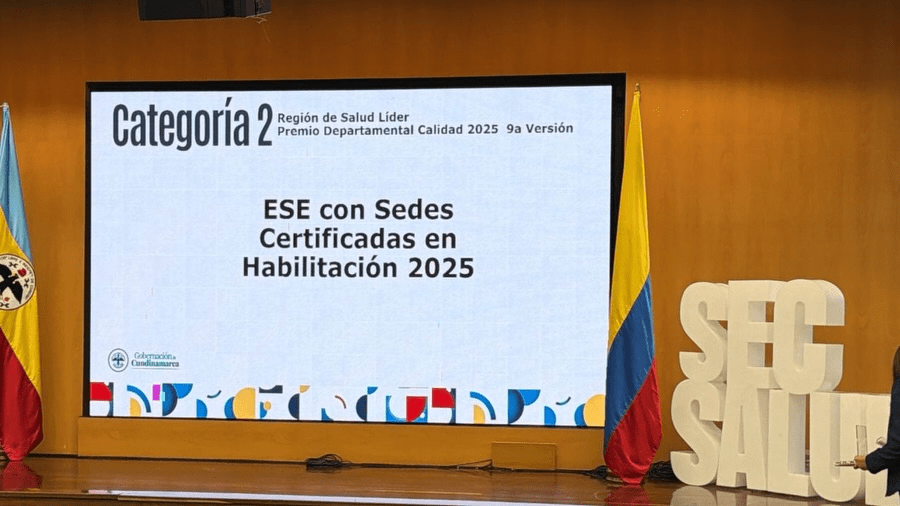 Categoría 2
Región de Salud Líder
Premio Departamental Calidad 2025 9a Versión
ESE con Sedes
Certificadas en
Habilitación 2025
Gobernación de
Cundinamarca
SEC
SALUD